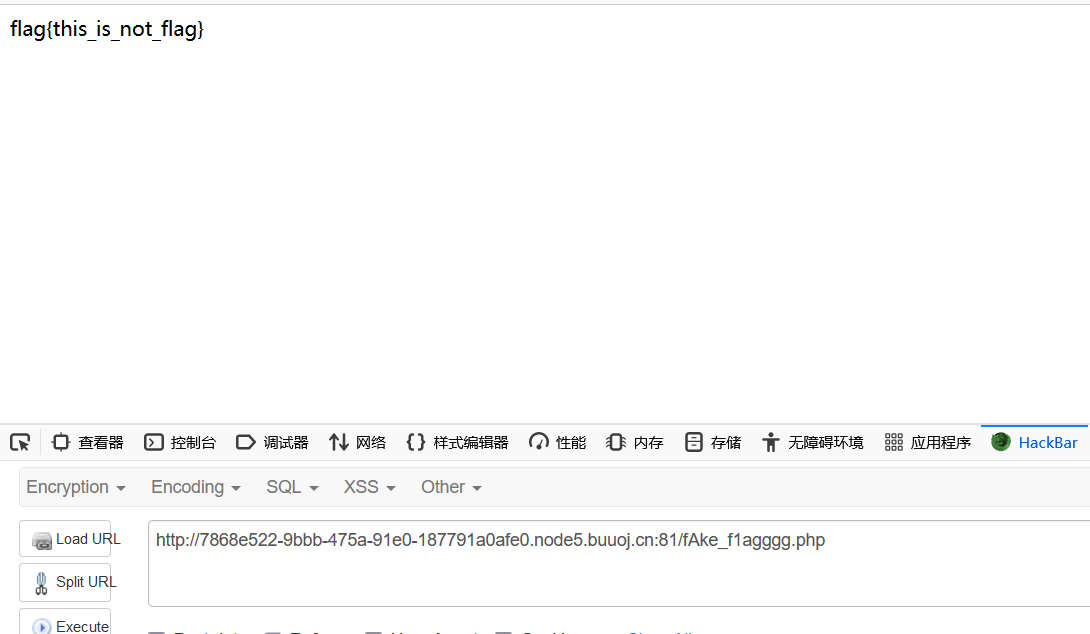 flag{this_is_not_flag}
查看器 控制台 调试器 网络 样式编辑器 性能 内存 存储 无障碍环境 应用程序 HackBar
Encryption Encoding SQL XSS Other
Load URL
http://7868e522-9bbb-475a-91e0-187791a0afe0.node5.buuoj.cn:81/fAke_f1agggg.php
Split URL
Execute